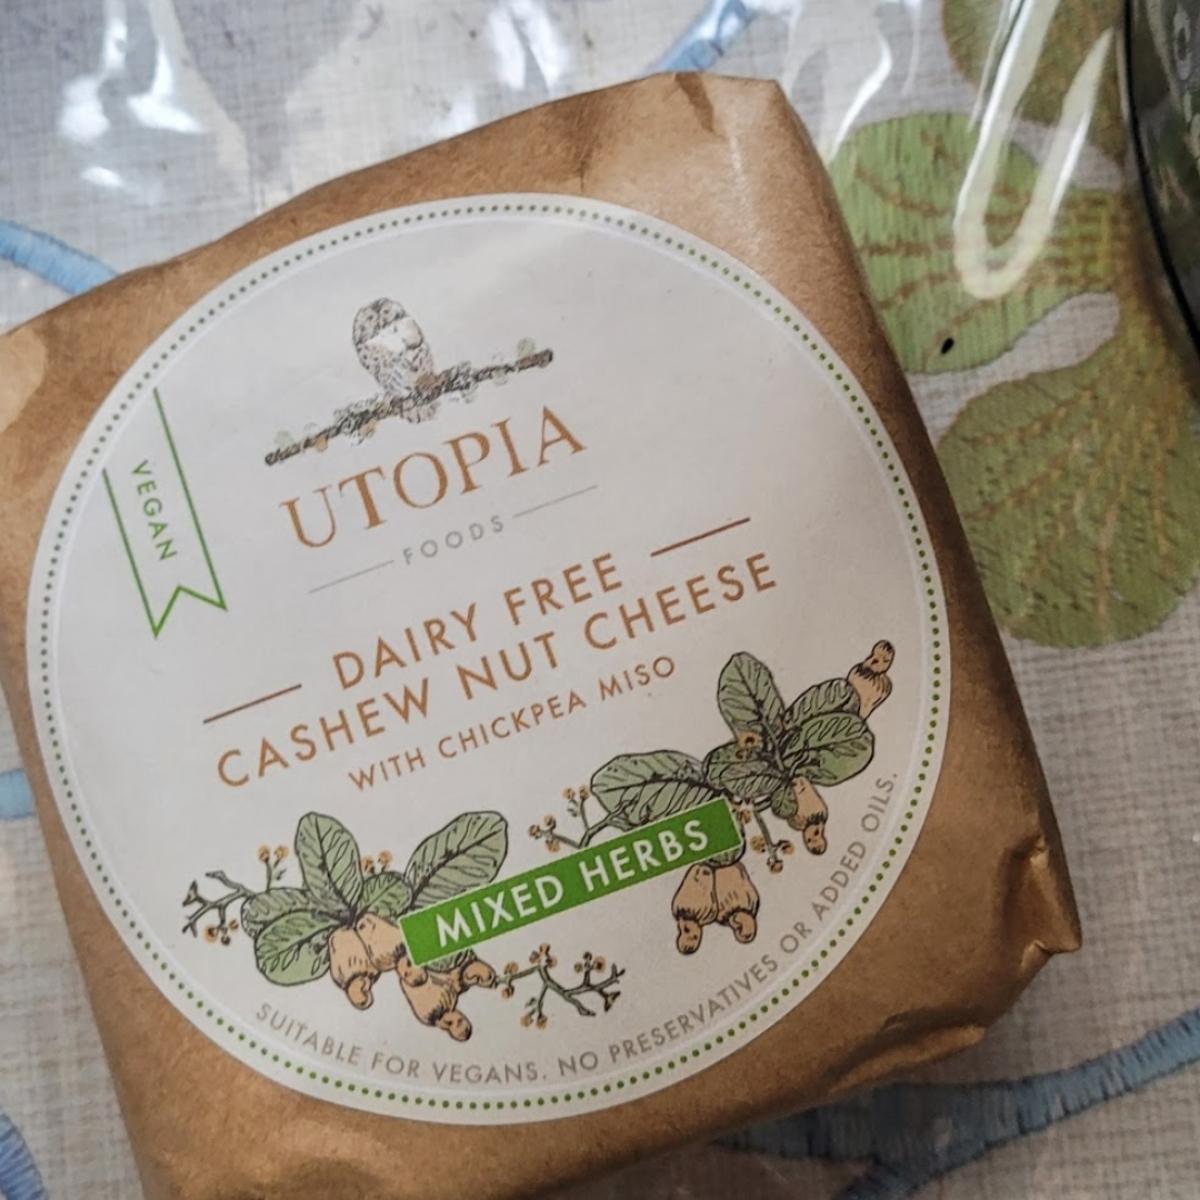 VEGAN
UTOPIA
FOODS
DAIRY FREE
CASHEW NUT CHEESE
WITH CHICKPEA MISO
MIXED HERBS
SUITABLE FOR VEGANS. NO PRESERVATIVES OR ADDED OILS.